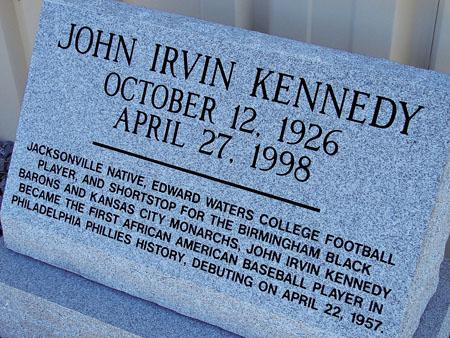 JOHN IRVIN KENNEDY
OCTOBER 12, 1926
APRIL 27, 1998
JACKSONVILLE NATIVE, EDWARD WATERS COLLEGE FOOTBALL
PLAYER, AND SHORTSTOP FOR THE BIRMINGHAM BLACK
BARONS AND KANSAS CITY MONARCHS, JOHN IRVIN KENNEDY
BECAME THE FIRST AFRICAN AMERICAN BASEBALL PLAYER IN
PHILADELPHIA PHILLIES HISTORY, DEBUTING ON APRIL 22, 1957.